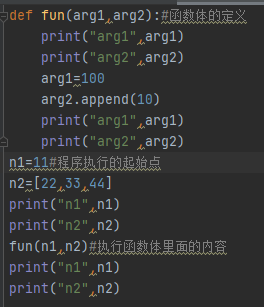 def fun(arg1,arg2):#函数体的定义
    print("arg1",arg1)
    print("arg2",arg2)
    arg1=100
    arg2.append(10)
    print("arg1",arg1)
    print("arg2",arg2)
n1=11#程序执行的起始点
n2=[22,33,44]
print("n1",n1)
print("n2",n2)
fun(n1,n2)#执行函数体里面的内容
print("n1",n1)
print("n2",n2)